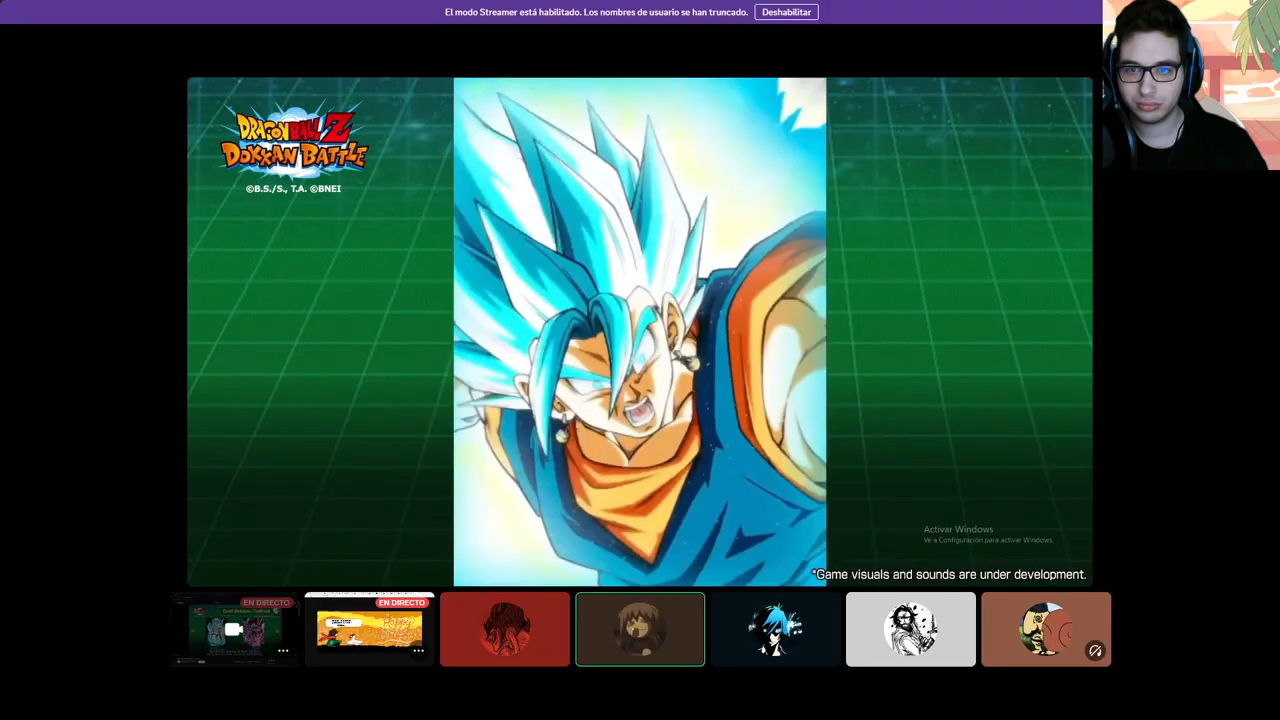 El modo Streamer está habilitado. Los nombres de usuario se han truncado. Deshabilitar
DRAGON BALL Z
DOKKAN BATTLE
©B.S./S., T.A. ©BNEI
Activar Windows
Ve a Configuración para activar Windows.
*Game visuals and sounds are under development.
EN DIRECTO
EN DIRECTO